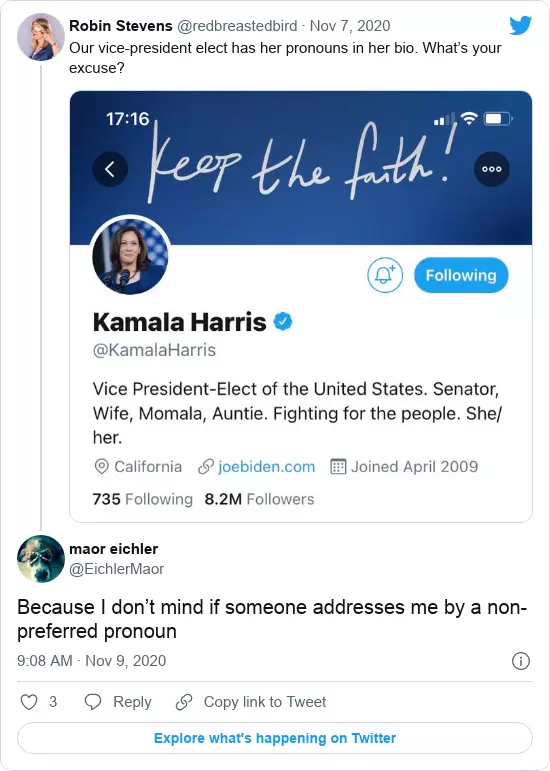 Robin Stevens @redbreastedbird · Nov 7, 2020
Our vice-president elect has her pronouns in her bio. What’s your
excuse?
17:16
keep the faith!
Following
Kamala Harris
@KamalaHarris
Vice President-Elect of the United States. Senator,
Wife, Momala, Auntie. Fighting for the people. She/
her.
California joebiden.com Joined April 2009
735 Following 8.2M Followers
maor eichler
@EichlerMaor
Because I don’t mind if someone addresses me by a non-
preferred pronoun
9:08 AM · Nov 9, 2020
3 Reply Copy link to Tweet
Explore what's happening on Twitter